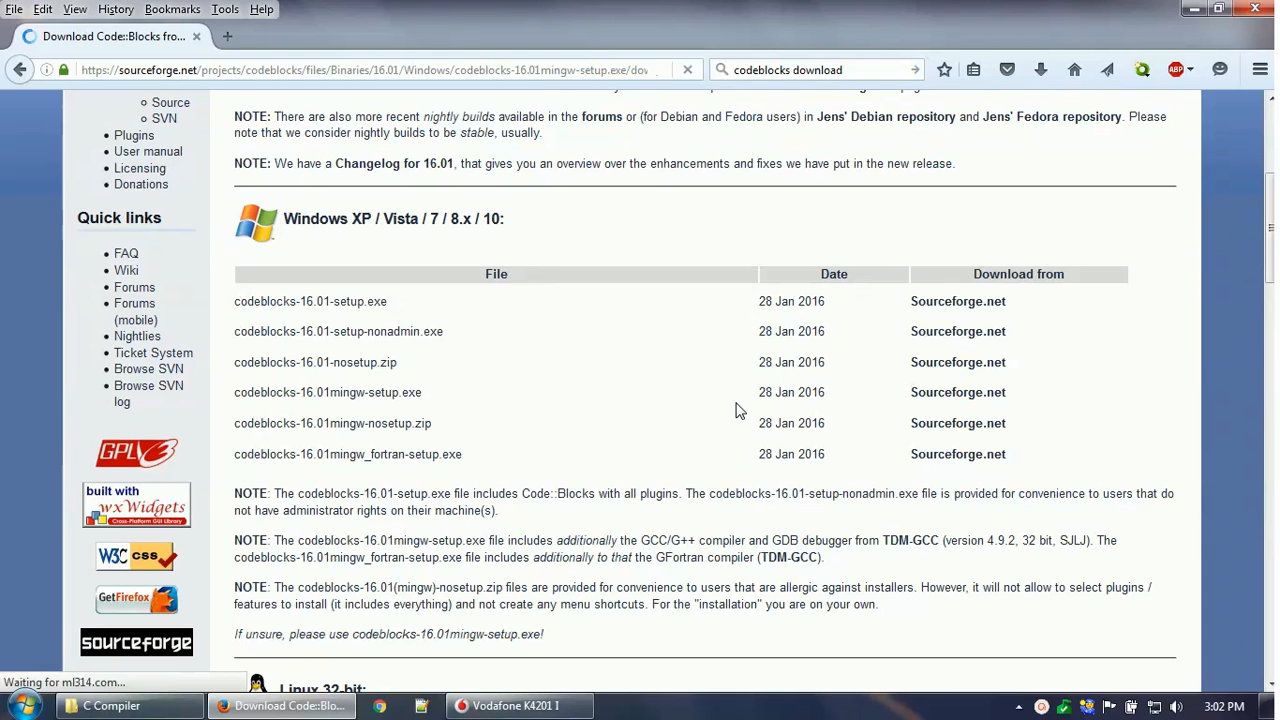 File Edit View History Bookmarks Tools Help
Download Code::Blocks fro...
https://sourceforge.net/projects/codeblocks/files/Binaries/16.01/Windows/codeblocks-16.01mingw-setup.exe/dov
codeblocks download
ABP
Source
SVN
Plugins
User manual
Licensing
Donations
Quick links
FAQ
Wiki
Forums
Forums
(mobile)
Nightlies
Ticket System
Browse SVN
Browse SVN
log
GPLv3
built with
wxWidgets
Cross-Platform GUI Library
W3C css
GetFirefox
sourceforge
NOTE: There are also more recent nightly builds available in the forums or (for Debian and Fedora users) in Jens' Debian repository and Jens' Fedora repository. Please
note that we consider nightly builds to be stable, usually.
NOTE: We have a Changelog for 16.01, that gives you an overview over the enhancements and fixes we have put in the new release.
Windows XP / Vista / 7 / 8.x / 10:
File Date Download from
codeblocks-16.01-setup.exe 28 Jan 2016 Sourceforge.net
codeblocks-16.01-setup-nonadmin.exe 28 Jan 2016 Sourceforge.net
codeblocks-16.01-nosetup.zip 28 Jan 2016 Sourceforge.net
codeblocks-16.01mingw-setup.exe 28 Jan 2016 Sourceforge.net
codeblocks-16.01mingw-nosetup.zip 28 Jan 2016 Sourceforge.net
codeblocks-16.01mingw_fortran-setup.exe 28 Jan 2016 Sourceforge.net
NOTE: The codeblocks-16.01-setup.exe file includes Code::Blocks with all plugins. The codeblocks-16.01-setup-nonadmin.exe file is provided for convenience to users that do
not have administrator rights on their machine(s).
NOTE: The codeblocks-16.01mingw-setup.exe file includes additionally the GCC/G++ compiler and GDB debugger from TDM-GCC (version 4.9.2, 32 bit, SJLJ). The
codeblocks-16.01mingw_fortran-setup.exe file includes additionally to that the GFortran compiler (TDM-GCC).
NOTE: The codeblocks-16.01(mingw)-nosetup.zip files are provided for convenience to users that are allergic against installers. However, it will not allow to select plugins /
features to install (it includes everything) and not create any menu shortcuts. For the "installation" you are on your own.
If unsure, please use codeblocks-16.01mingw-setup.exe!
Linux 32-bit:
Waiting for ml314.com...
C Compiler
Download Code::Blo...
Vodafone K4201 I
3:02 PM